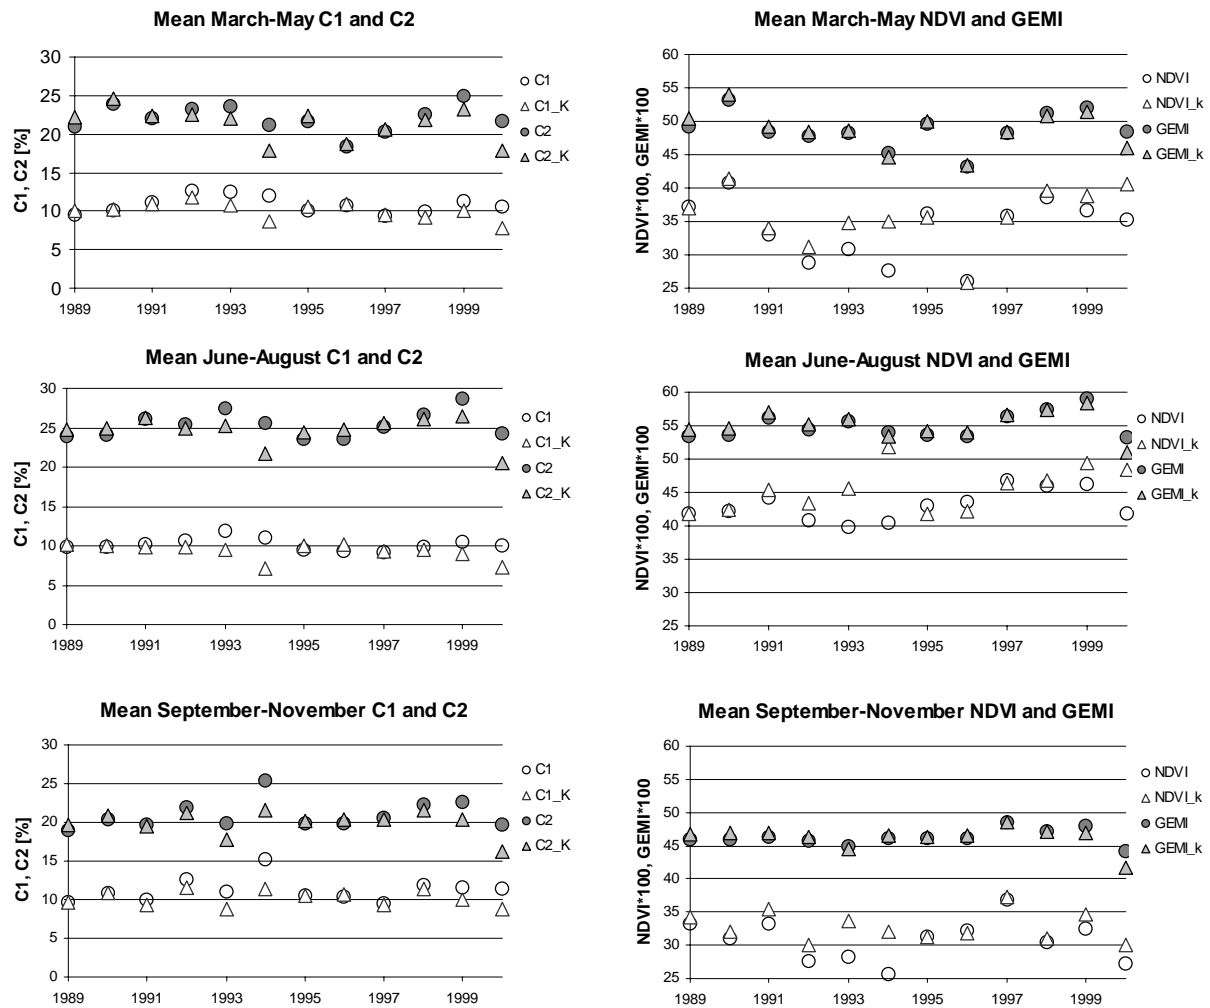 Mean March-May C1 and C2
C1, C2 [%]
30
25
20
15
10
5
0
1989 1991 1993 1995 1997 1999
C1
C1_K
C2
C2_K
Mean March-May NDVI and GEMI
NDVI*100, GEMI*100
60
55
50
45
40
35
30
25
1989 1991 1993 1995 1997 1999
NDVI
NDVI_k
GEMI
GEMI_k
Mean June-August C1 and C2
C1, C2 [%]
30
25
20
15
10
5
0
1989 1991 1993 1995 1997 1999
C1
C1_K
C2
C2_K
Mean June-August NDVI and GEMI
NDVI*100, GEMI*100
60
55
50
45
40
35
30
25
1989 1991 1993 1995 1997 1999
NDVI
NDVI_k
GEMI
GEMI_k
Mean September-November C1 and C2
C1, C2 [%]
30
25
20
15
10
5
0
1989 1991 1993 1995 1997 1999
C1
C1_K
C2
C2_K
Mean September-November NDVI and GEMI
NDVI*100, GEMI*100
60
55
50
45
40
35
30
25
1989 1991 1993 1995 1997 1999
NDVI
NDVI_k
GEMI
GEMI_k